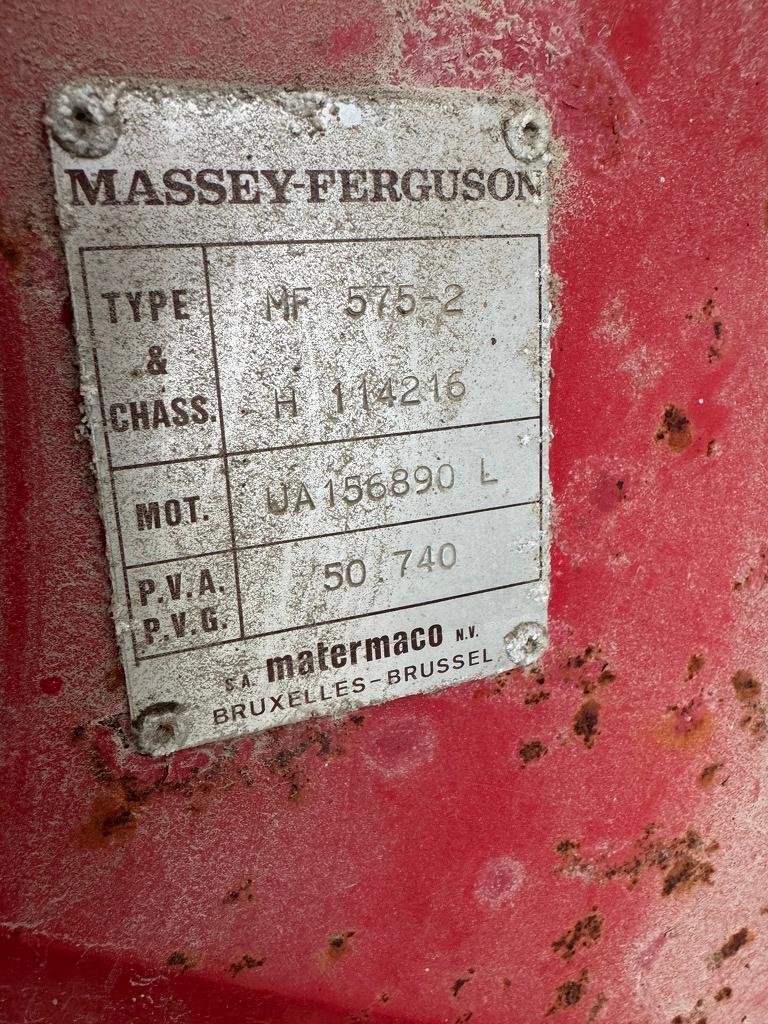 MASSEY-FERGUSON
TYPE & CHASS.
MF 575-2
H 114216
MOT. UA156890 L
P.V.A.
P.V.G.
50.740
S.A. matermaco N.V.
BRUXELLES-BRUSSEL